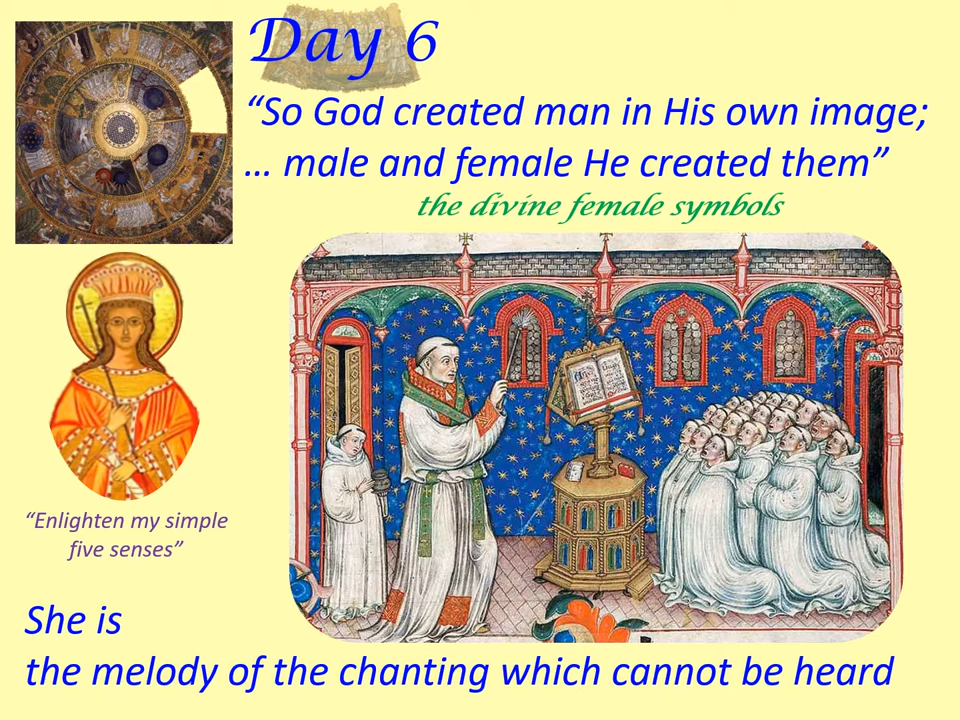 Day 6
“So God created man in His own image;
… male and female He created them”
the divine female symbols
“Enlighten my simple
five senses”
She is
the melody of the chanting which cannot be heard